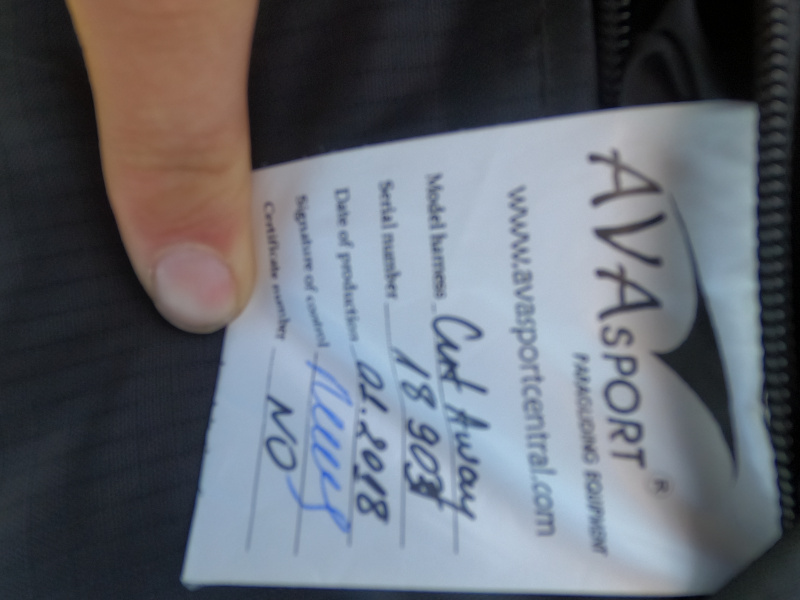 AVASPORT ®
PARAGLIDING EQUIPMENT
www.avasportcentral.com
Model harness Cut Away
Serial number 18 903
Date of production 01.2018
Signature of control
Certificate number NO